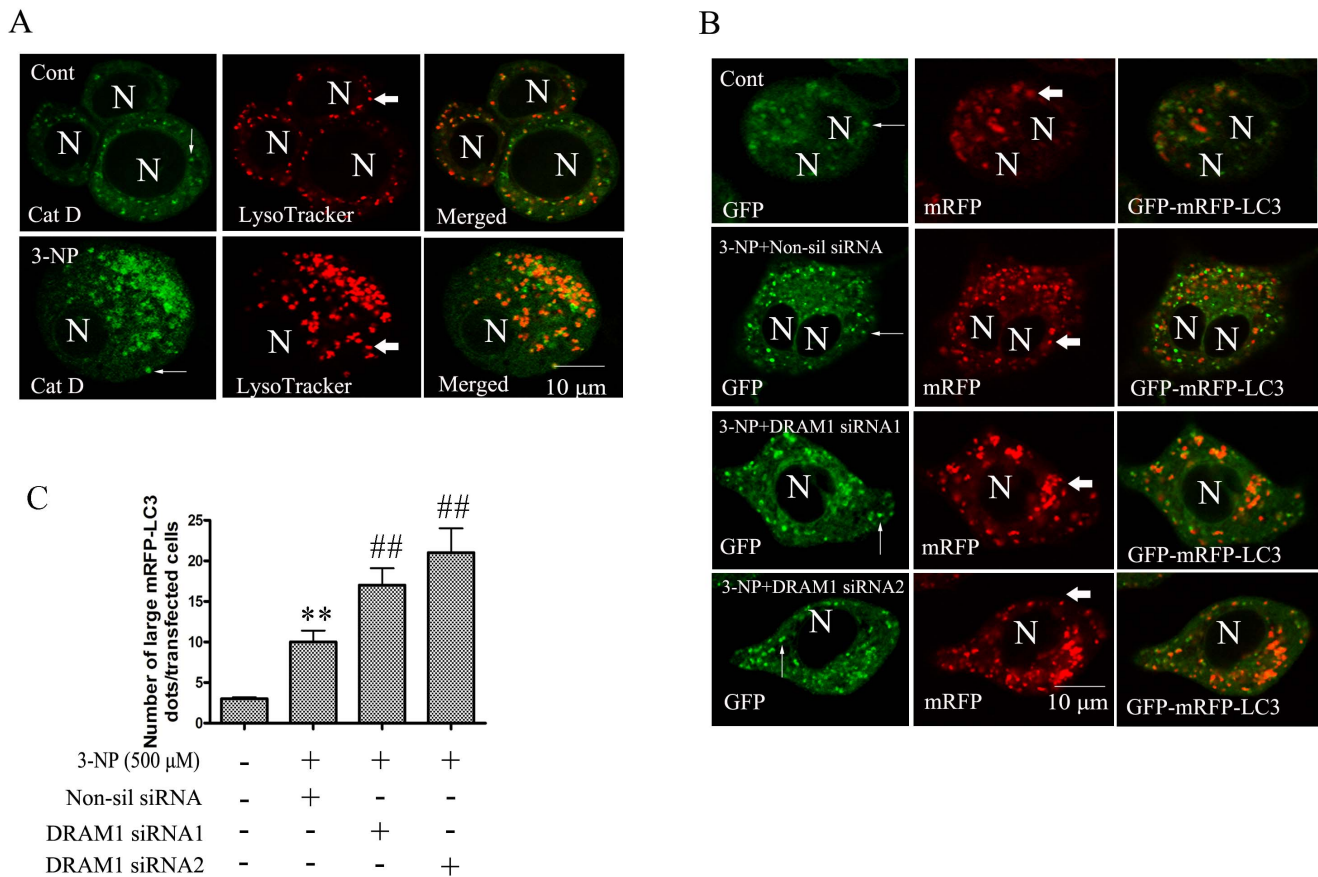 A
Cont
N
N
N
Cat D
N
N
N
LysoTracker
N
N
N
Merged
3-NP
N
Cat D
N
LysoTracker
N
Merged
10 μm
B
Cont
N
N
GFP
N
N
mRFP
N
N
GFP-mRFP-LC3
3-NP+Non-sil siRNA
N
N
GFP
N
N
mRFP
N
N
GFP-mRFP-LC3
3-NP+DRAM1 siRNA1
N
GFP
N
mRFP
N
GFP-mRFP-LC3
3-NP+DRAM1 siRNA2
N
GFP
N
mRFP
10 μm
N
GFP-mRFP-LC3
C
Number of large mRFP-LC3
dots/transfected cells
25
20
15
10
5
0
**
##
##
3-NP (500 μM) - + + +
Non-sil siRNA - + - -
DRAM1 siRNA1 - - + -
DRAM1 siRNA2 - - - +